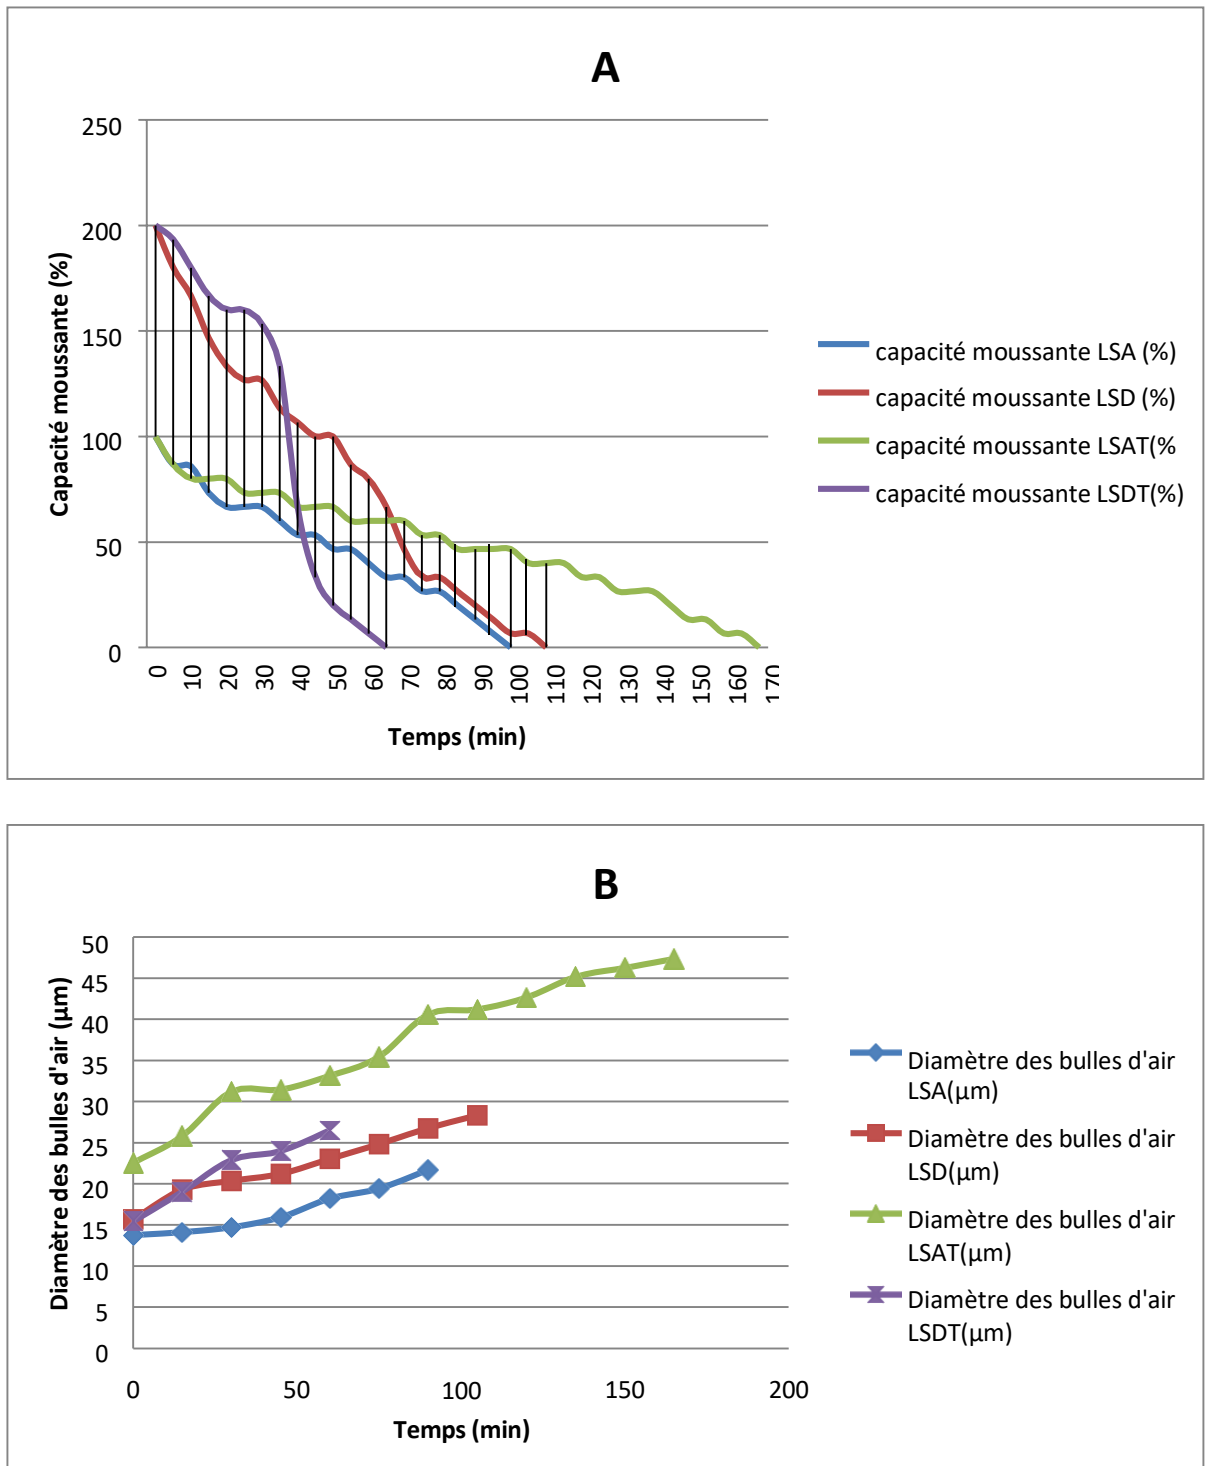 A
250
200
150
100
50
0
Capacité moussante (%)
0 10 20 30 40 50 60 70 80 90 100 110 120 130 140 150 160 170
Temps (min)
capacité moussante LSA (%)
capacité moussante LSD (%)
capacité moussante LSAT(%
capacité moussante LSDT(%)
B
50
45
40
35
30
25
20
15
10
5
0
Diamètre des bulles d'air (µm)
0 50 100 150 200
Temps (min)
Diamètre des bulles d'air
LSA(µm)
Diamètre des bulles d'air
LSD(µm)
Diamètre des bulles d'air
LSAT(µm)
Diamètre des bulles d'air
LSDT(µm)